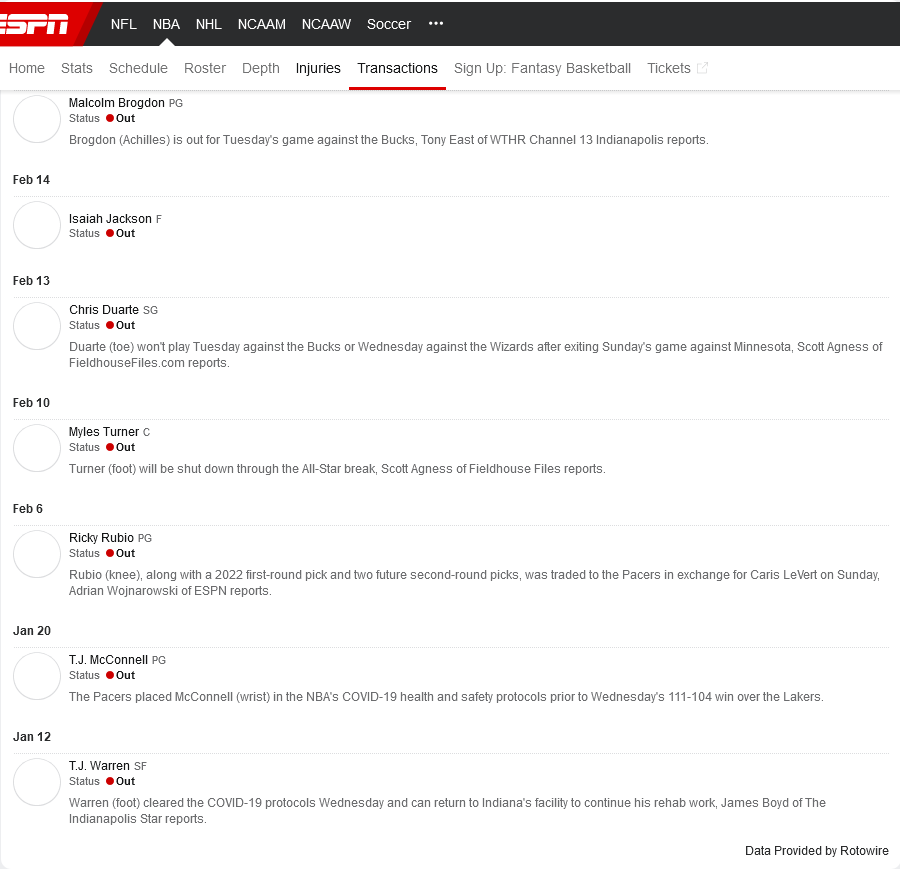 ESPN
NFL NBA NHL NCAAM NCAAW Soccer •••
Home Stats Schedule Roster Depth Injuries Transactions Sign Up: Fantasy Basketball Tickets
Malcolm Brogdon PG
Status Out
Brogdon (Achilles) is out for Tuesday's game against the Bucks, Tony East of WTHR Channel 13 Indianapolis reports.
Feb 14
Isaiah Jackson F
Status Out
Feb 13
Chris Duarte SG
Status Out
Duarte (toe) won't play Tuesday against the Bucks or Wednesday against the Wizards after exiting Sunday's game against Minnesota, Scott Agness of
FieldhouseFiles.com reports.
Feb 10
Myles Turner C
Status Out
Turner (foot) will be shut down through the All-Star break, Scott Agness of Fieldhouse Files reports.
Feb 6
Ricky Rubio PG
Status Out
Rubio (knee), along with a 2022 first-round pick and two future second-round picks, was traded to the Pacers in exchange for Caris LeVert on Sunday,
Adrian Wojnarowski of ESPN reports.
Jan 20
T.J. McConnell PG
Status Out
The Pacers placed McConnell (wrist) in the NBA's COVID-19 health and safety protocols prior to Wednesday's 111-104 win over the Lakers.
Jan 12
T.J. Warren SF
Status Out
Warren (foot) cleared the COVID-19 protocols Wednesday and can return to Indiana's facility to continue his rehab work, James Boyd of The
Indianapolis Star reports.
Data Provided by Rotowire